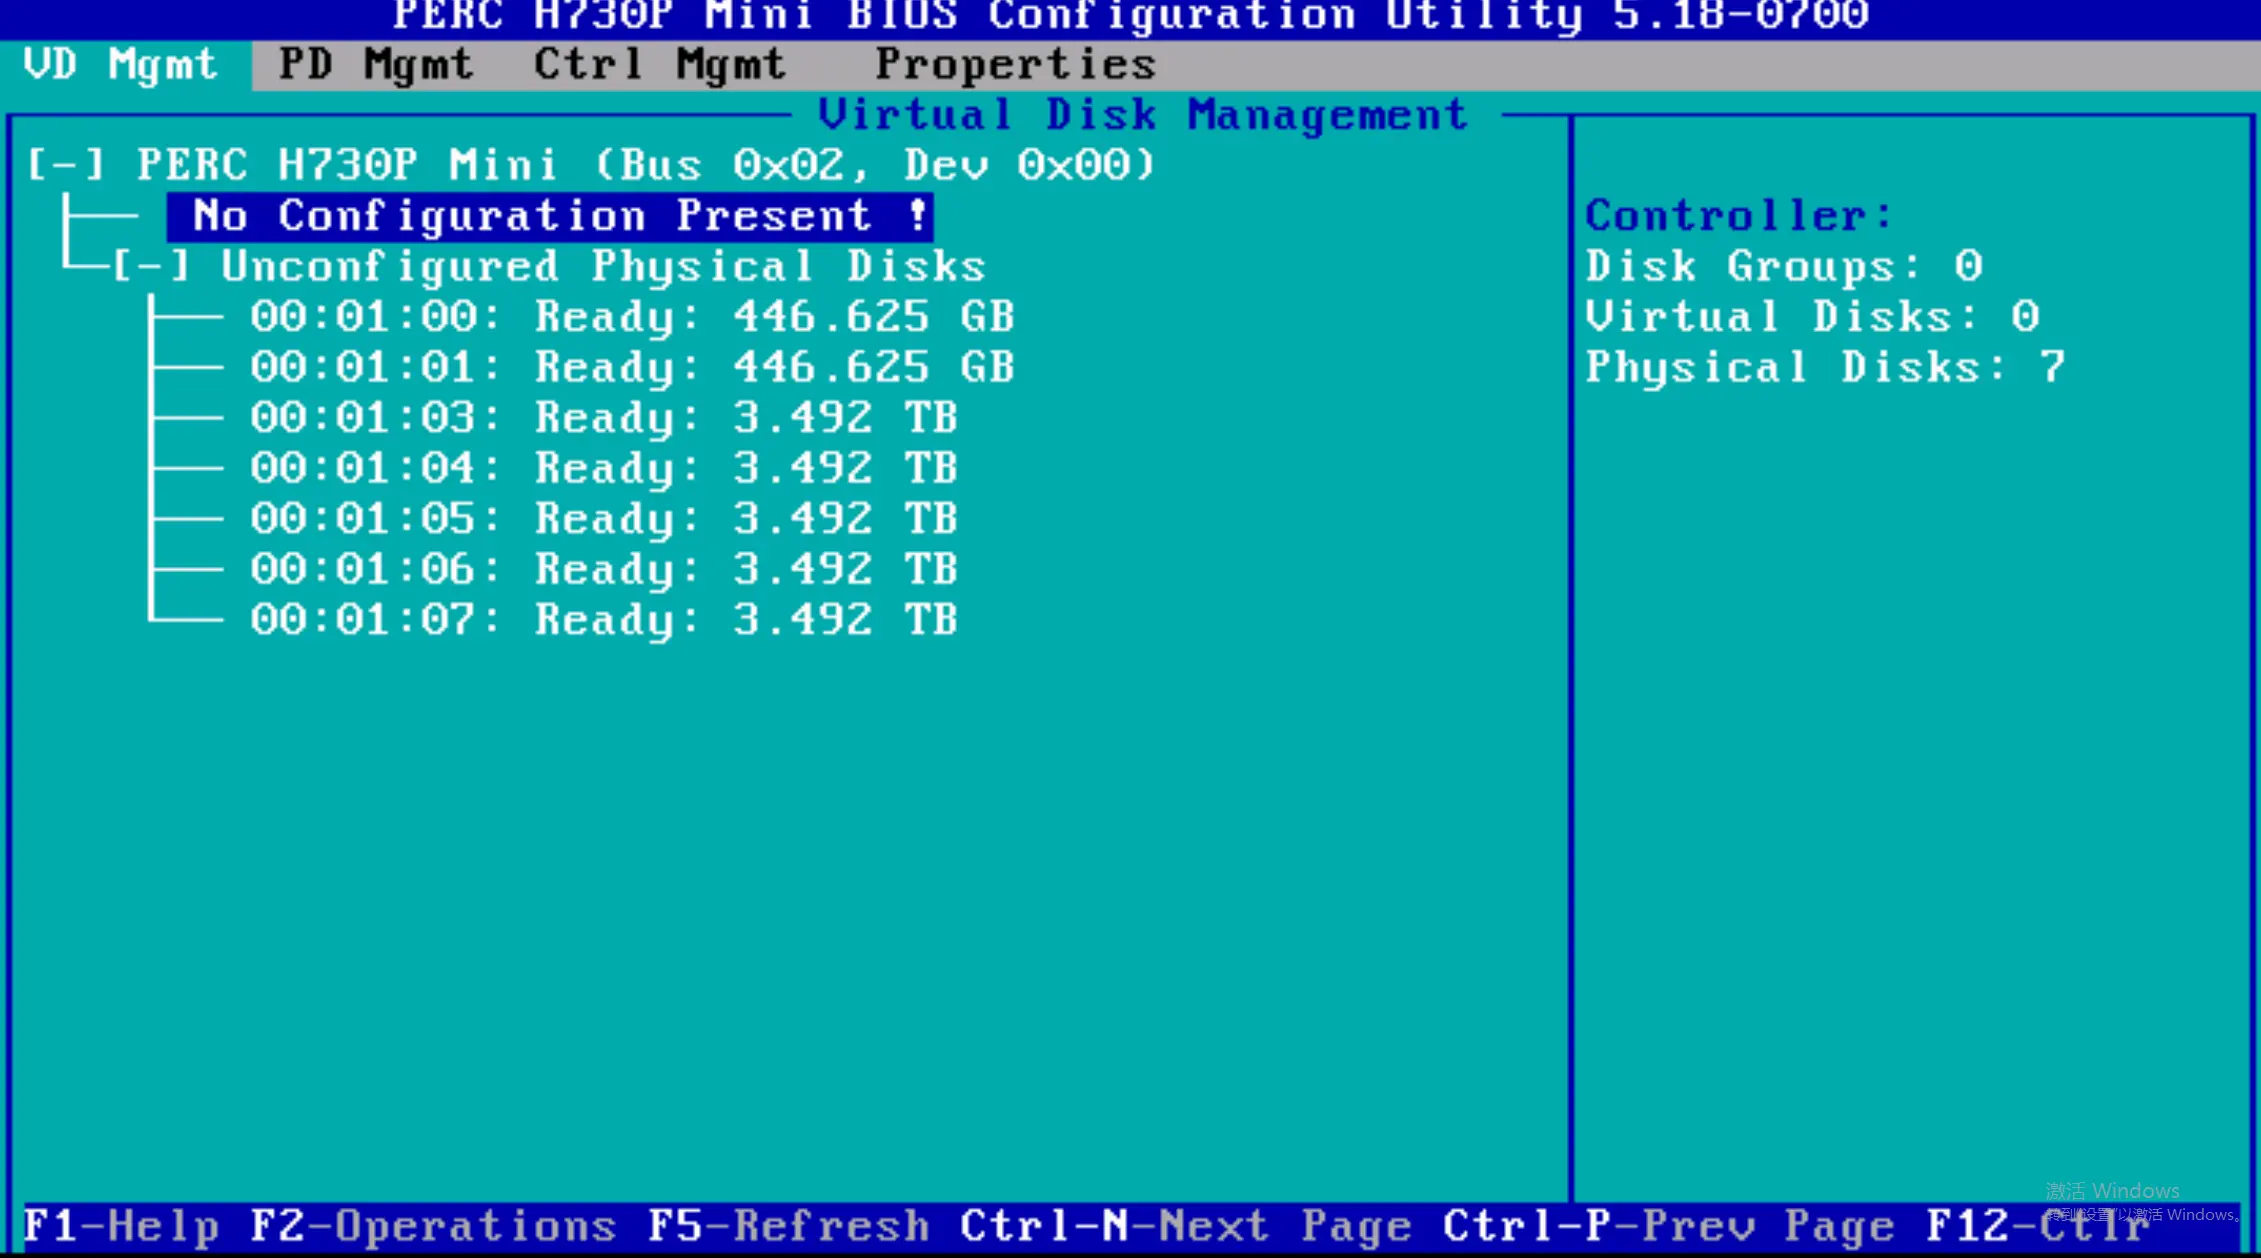 PERC H730P Mini BIOS Configuration Utility 5.18-0700
VD Mgmt PD Mgmt Ctrl Mgmt Properties
Virtual Disk Management
[-] PERC H730P Mini (Bus 0x02, Dev 0x00)
No Configuration Present !
[-] Unconfigured Physical Disks
00:01:00: Ready: 446.625 GB
00:01:01: Ready: 446.625 GB
00:01:03: Ready: 3.492 TB
00:01:04: Ready: 3.492 TB
00:01:05: Ready: 3.492 TB
00:01:06: Ready: 3.492 TB
00:01:07: Ready: 3.492 TB
Controller:
Disk Groups: 0
Virtual Disks: 0
Physical Disks: 7
激活 Windows
转到"设置"以激活 Windows。
F1-Help F2-Operations F5-Refresh Ctrl-N-Next Page Ctrl-P-Prev Page F12-Ctlr